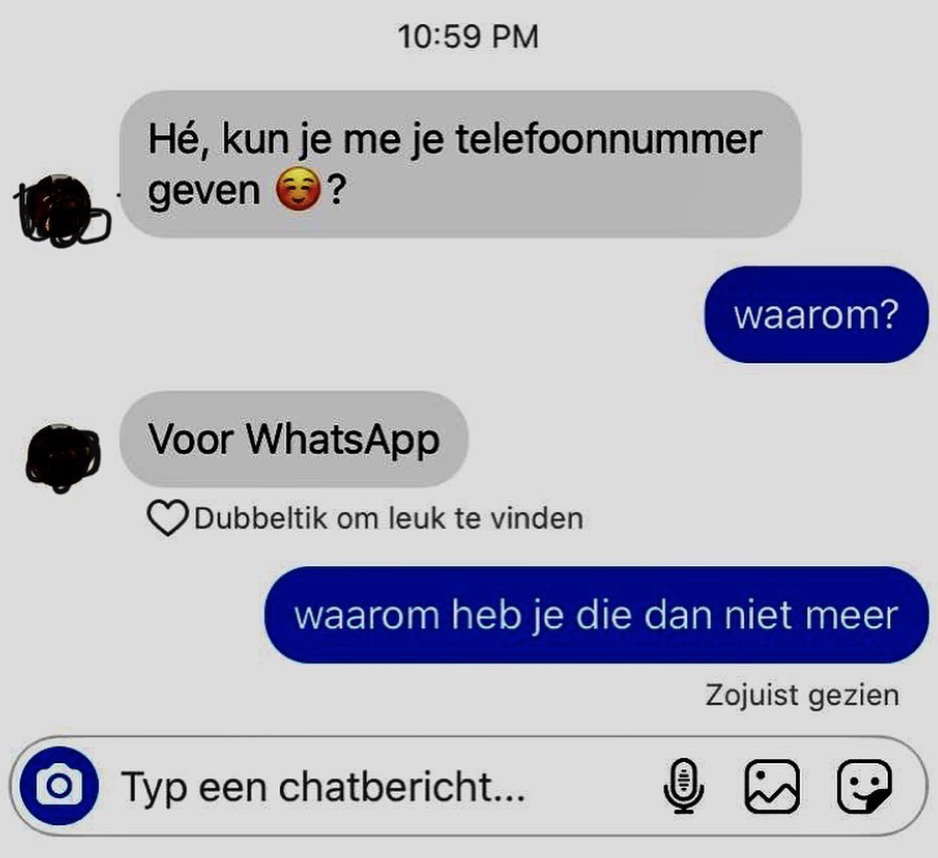 10:59 PM
Hé, kun je me je telefoonnummer
geven ☺️?
waarom?
Voor WhatsApp
Dubbeltik om leuk te vinden
waarom heb je die dan niet meer
Zojuist gezien
Typ een chatbericht...